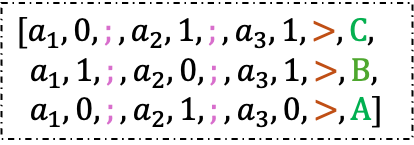 [a₁, 0, ; , a₂, 1, ; , a₃, 1, >, C,
a₁, 1, ; , a₂, 0, ; , a₃, 1, >, B,
a₁, 0, ; , a₂, 1, ; , a₃, 0, >, A]